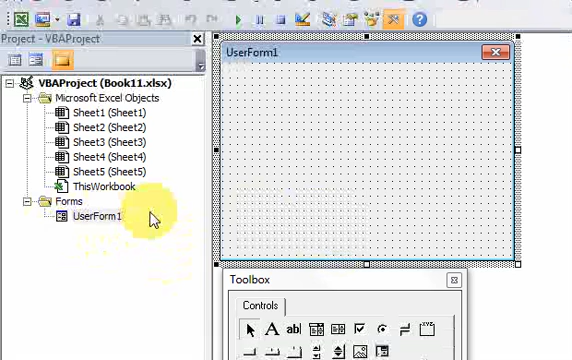 Project - VBAProject
VBAProject (Book11.xlsx)
Microsoft Excel Objects
Sheet1 (Sheet1)
Sheet2 (Sheet2)
Sheet3 (Sheet3)
Sheet4 (Sheet4)
Sheet5 (Sheet5)
ThisWorkbook
Forms
UserForm1
UserForm1
Toolbox
Controls
A
ab
xyz